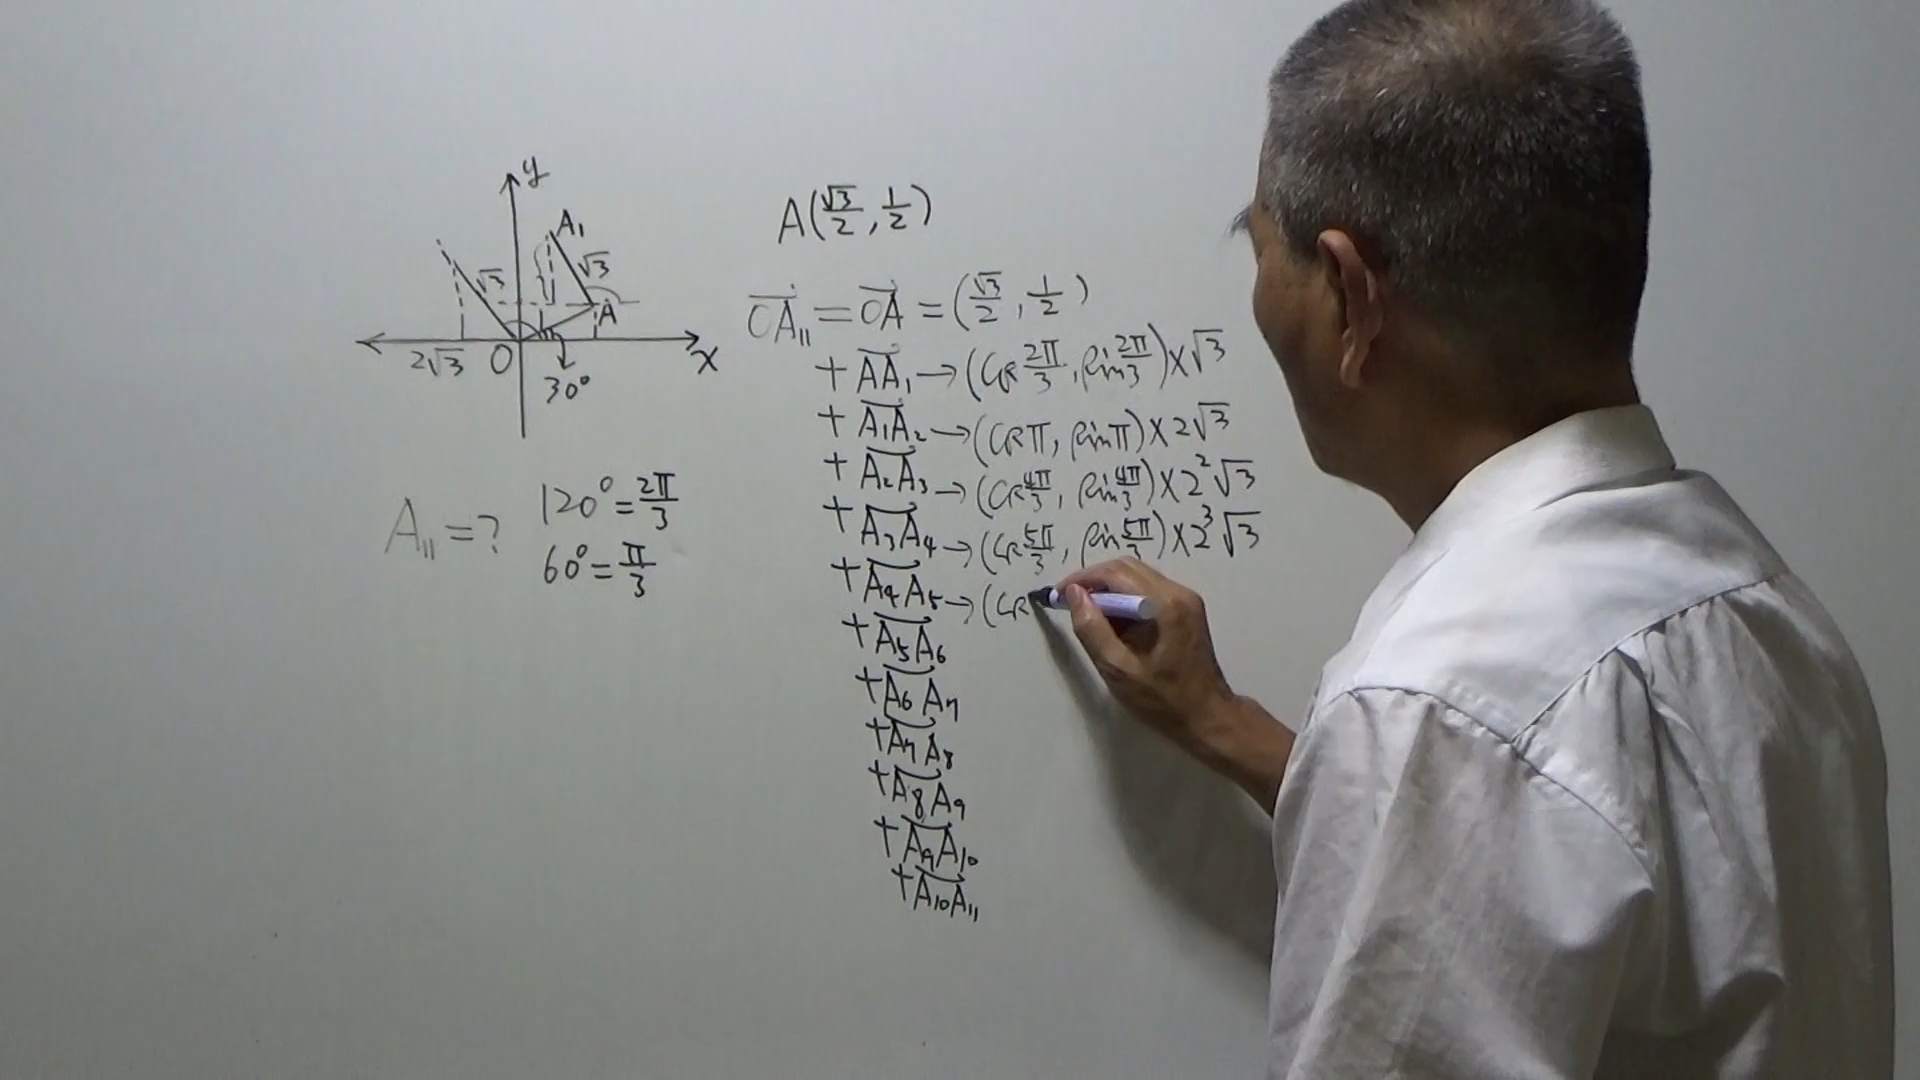 y
A₁
√3
√3
A
2√3 O x
30°
A₁₁=? 120°=2π/3
60°=π/3
A(√3/2, 1/2)
OA₁₁=OA=(√3/2, 1/2)
+AA₁→(cos 2π/3, sin 2π/3)×√3
+A₁A₂→(cosπ, sinπ)×2√3
+A₂A₃→(cos 4π/3, sin 4π/3)×2²√3
+A₃A₄→(cos 5π/3, sin 5π/3)×2³√3
+A₄A₅→(cos
+A₅A₆
+A₆A₇
+A₇A₈
+A₈A₉
+A₉A₁₀
+A₁₀A₁₁